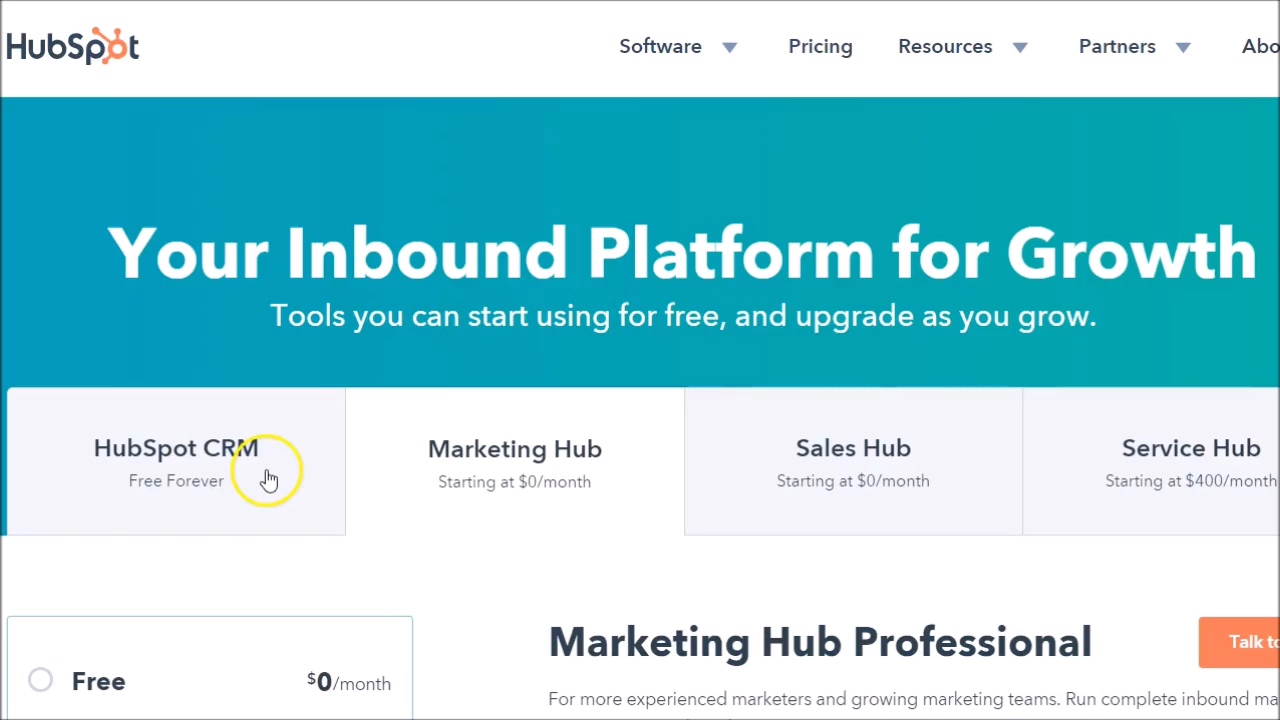 HubSpot
Software
Pricing
Resources
Partners
Abo
Your Inbound Platform for Growth
Tools you can start using for free, and upgrade as you grow.
HubSpot CRM
Free Forever
Marketing Hub
Starting at $0/month
Sales Hub
Starting at $0/month
Service Hub
Starting at $400/month
Free
$0/month
Marketing Hub Professional
Talk to
For more experienced marketers and growing marketing teams. Run complete inbound ma